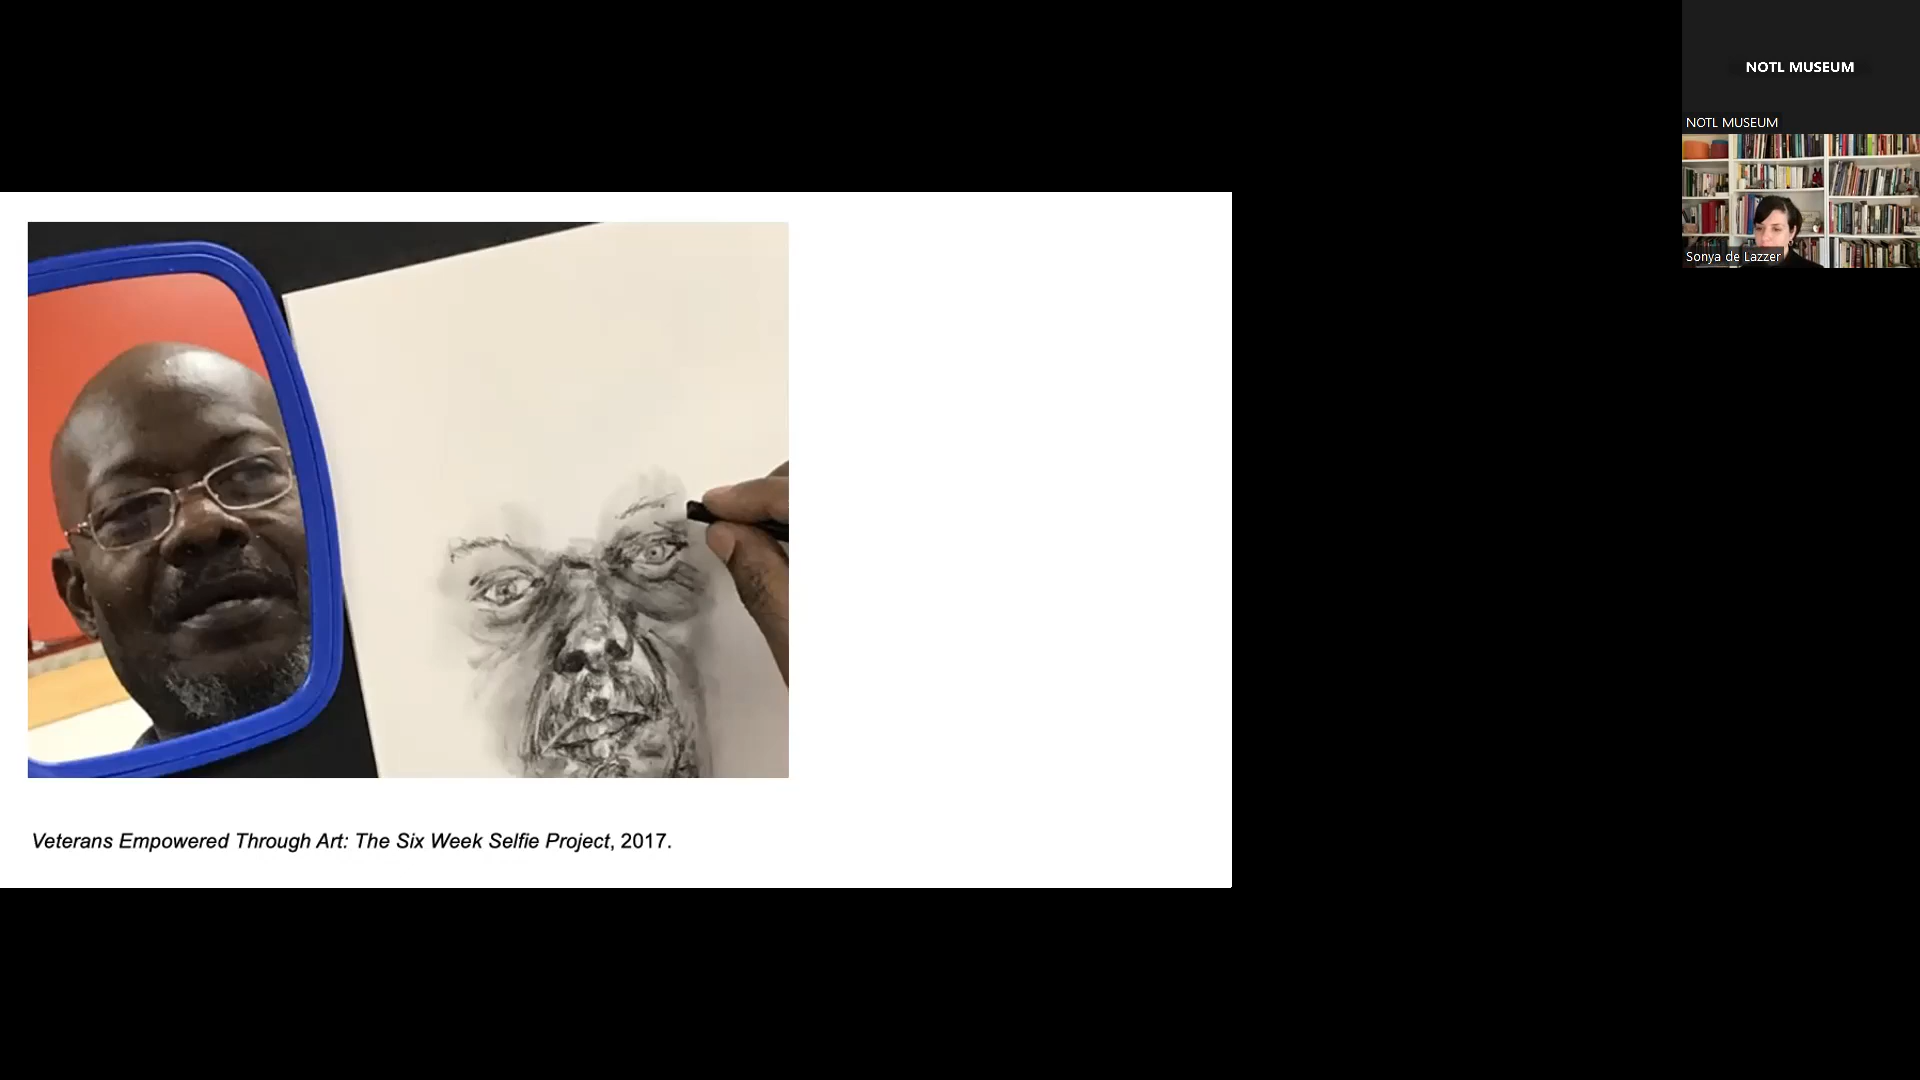 NOTL MUSEUM
NOTL MUSEUM
Sonya de Lazzer
Veterans Empowered Through Art: The Six Week Selfie Project, 2017.